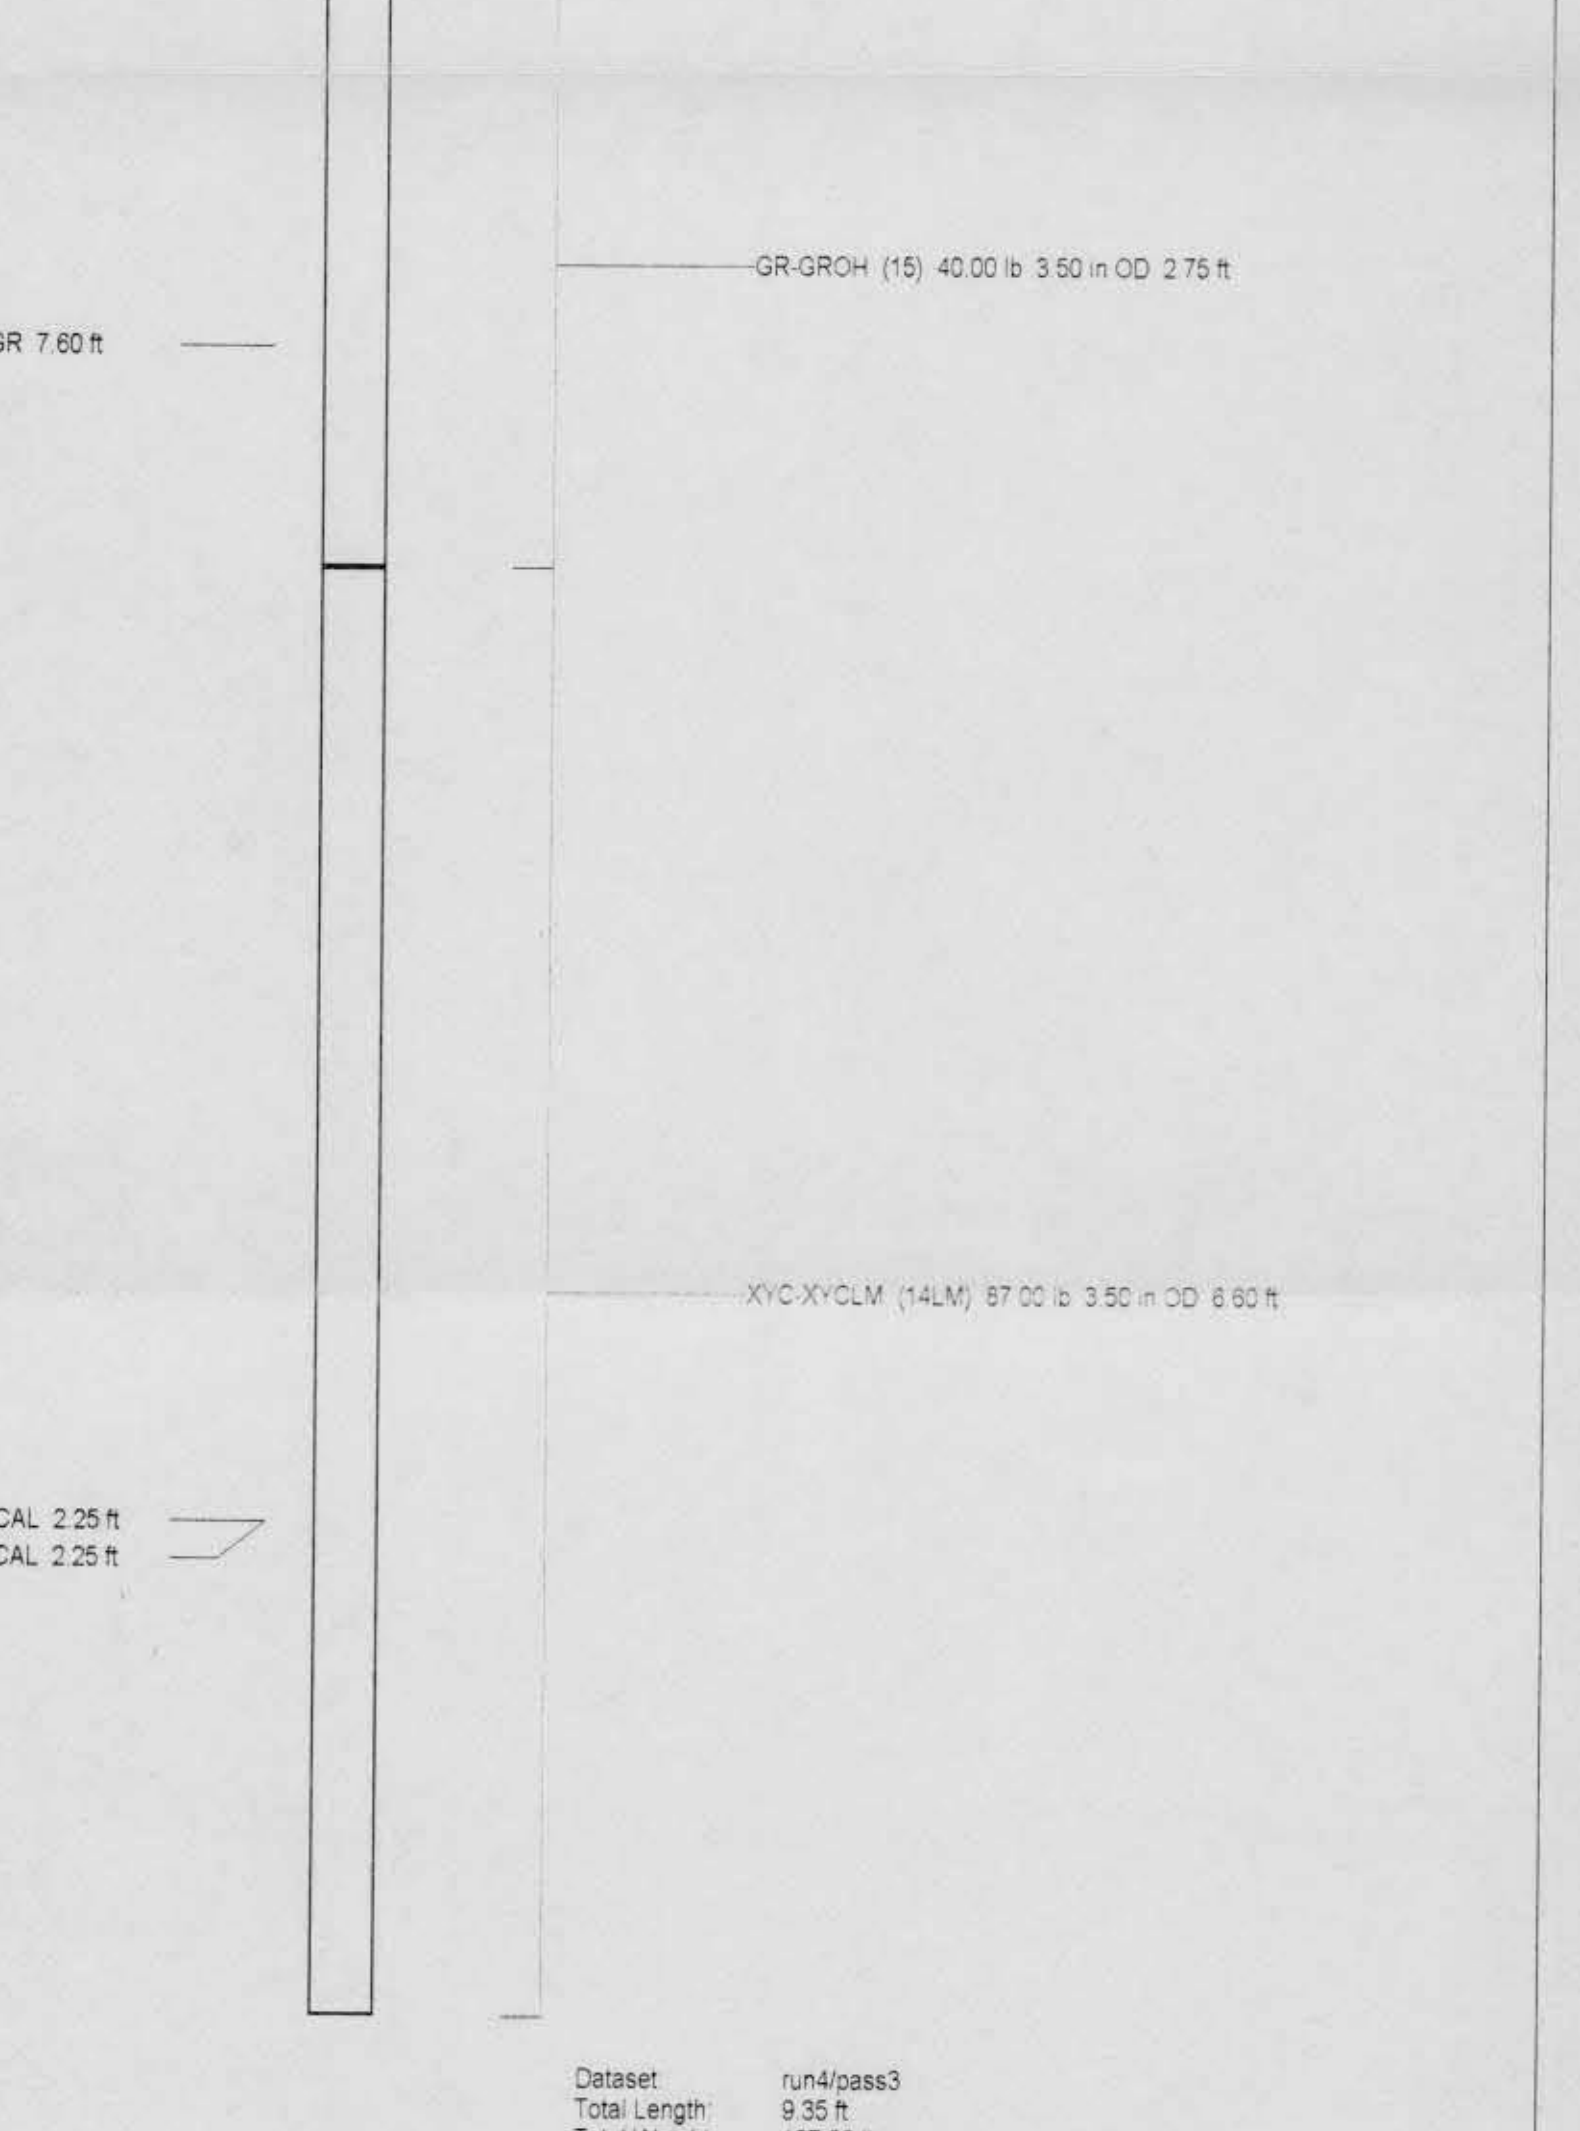 GR-GROH (15) 40.00 lb 3.50 in OD 2.75 ft
GR 7.60 ft
XYC-XYCLM (14LM) 87.00 lb 3.50 in OD 6.60 ft
CAL 2.25 ft
CAL 2.25 ft
Dataset run4/pass3
Total Length: 9.35 ft